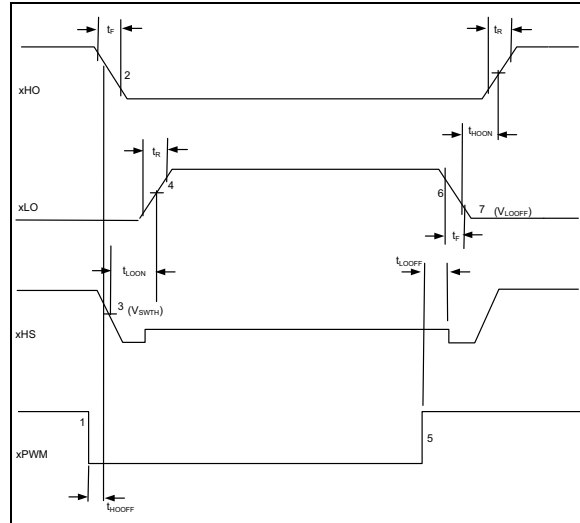 tF
tR
xHO
2
tHOON
tR
4
6
xLO
7 (VLOOFF)
tF
tLOON
tLOOFF
3 (VSWTH)
xHS
1
5
xPWM
tHOOFF